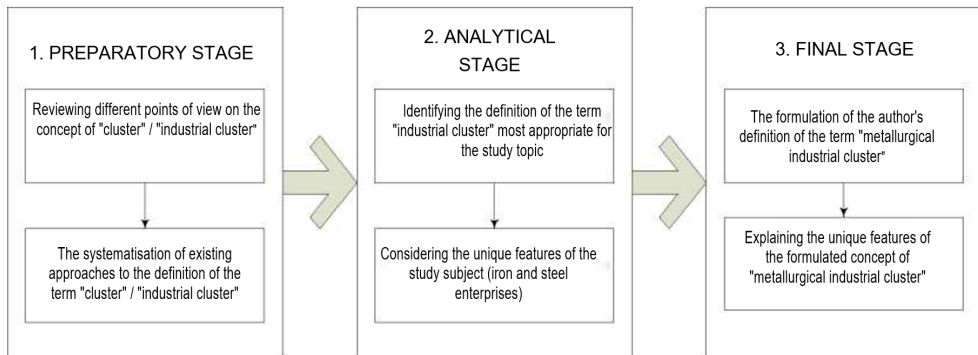 1. PREPARATORY STAGE
Reviewing different points of view on the
concept of "cluster" / "industrial cluster"
The systematisation of existing
approaches to the definition of the
term "cluster" / "industrial cluster"
2. ANALYTICAL
STAGE
Identifying the definition of the term
"industrial cluster" most appropriate for
the study topic
Considering the unique features of the
study subject (iron and steel
enterprises)
3. FINAL STAGE
The formulation of the author's
definition of the term "metallurgical
industrial cluster"
Explaining the unique features of
the formulated concept of
"metallurgical industrial cluster"